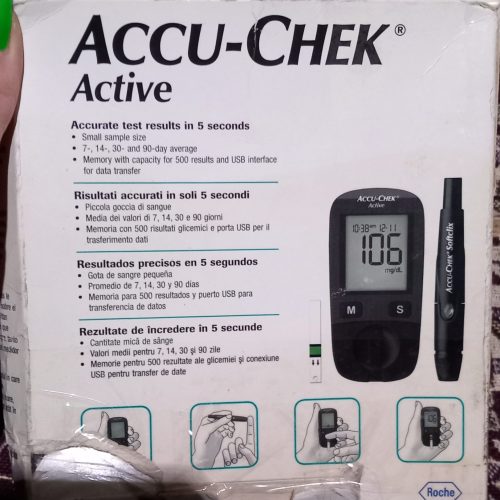 ACCU-CHEK®
Active
Accurate test results in 5 seconds
• Small sample size
• 7-, 14-, 30- and 90-day average
• Memory with capacity for 500 results and USB interface
for data transfer
Risultati accurati in soli 5 secondi
• Piccola goccia di sangue
• Media dei valori di 7, 14, 30 e 90 giorni
• Memoria con 500 risultati glicemici e porta USB per il
trasferimento dati
Resultados precisos en 5 segundos
• Gota de sangre pequeña
• Promedio de 7, 14, 30 y 90 días
• Memoria para 500 resultados y puerto USB para
transferencia de datos
Rezultate de încredere in 5 secunde
• Cantitate mică de sânge
• Valori medii pentru 7, 14, 30 şi 90 zile
• Memorie pentru 500 rezultate ale glicemiei şi conexiune
USB pentru transfer de date
ACCU-CHEK®
Active
10:38am 12-11
106
mg/dL
M S
ACCU-CHEK® Softclix
Roche